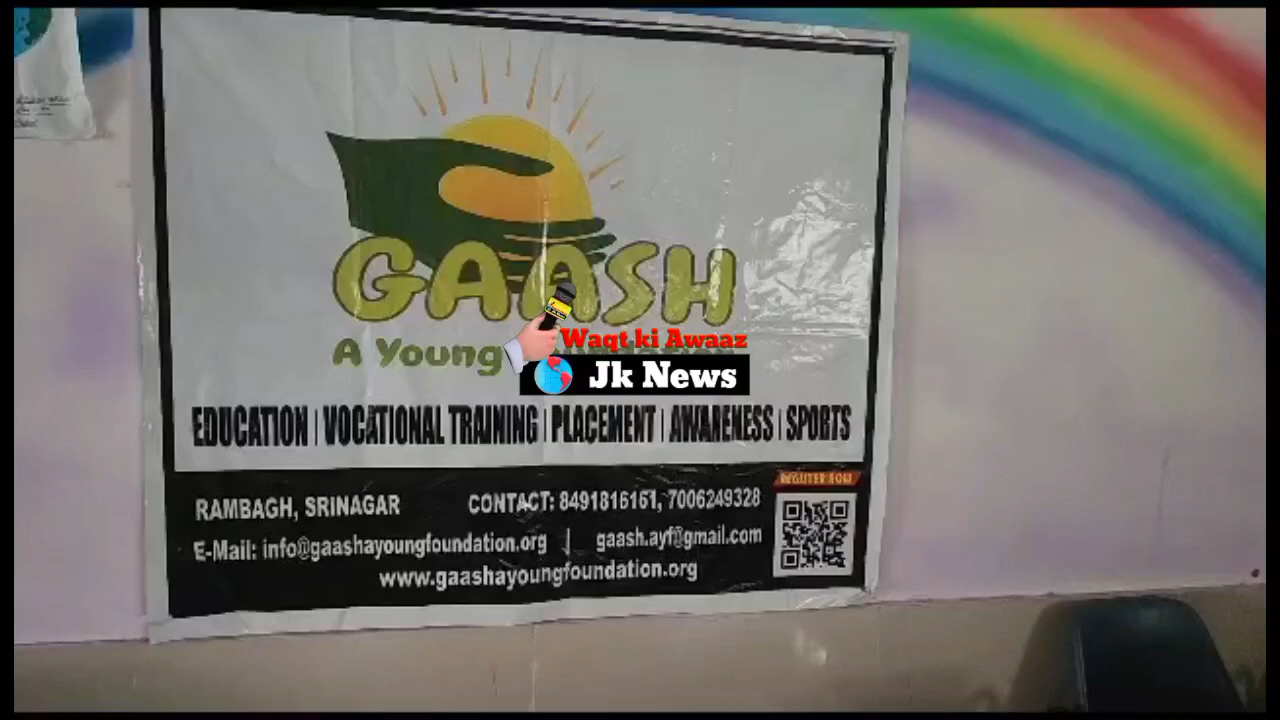 GAASH
A Young
Waqt ki Awaaz
Jk News
EDUCATION | VOCATIONAL TRAINING | PLACEMENT | AWARENESS | SPORTS
REGISTER NOW
RAMBAGH, SRINAGAR CONTACT: 8491816161, 7006249328
E-Mail: info@gaashayoungfoundation.org | gaash.ayf@gmail.com
www.gaashayoungfoundation.org